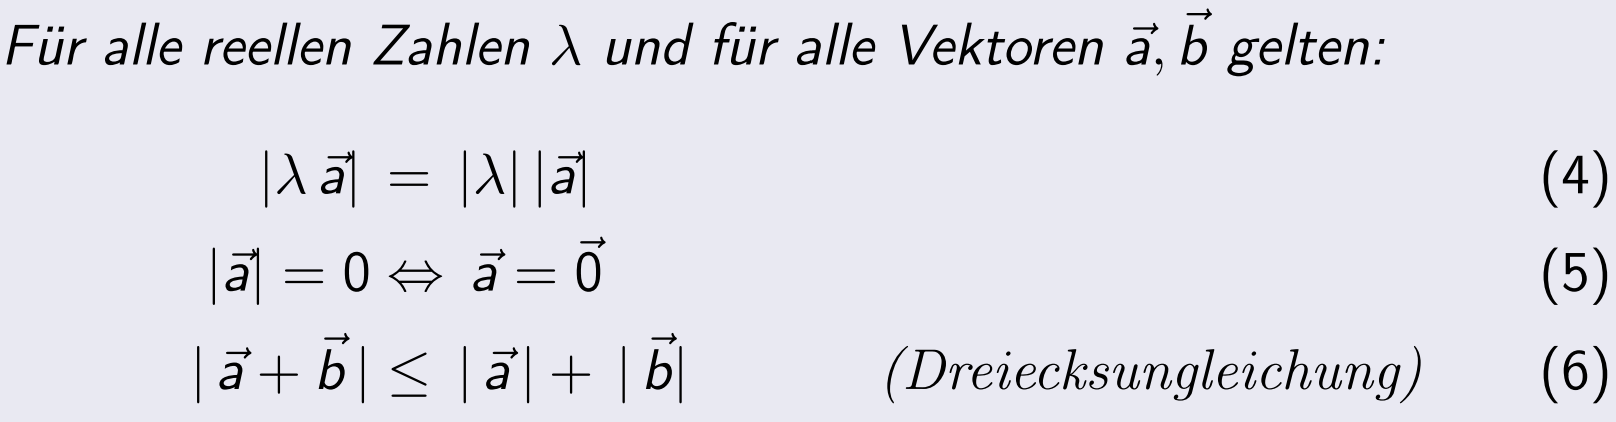 Für alle reellen Zahlen λ und für alle Vektoren a⃗, b⃗ gelten:
|λ a⃗| = |λ| |a⃗| (4)
|a⃗| = 0 ⇔ a⃗ = 0⃗ (5)
| a⃗ + b⃗ | ≤ | a⃗ | + | b⃗| (Dreiecksungleichung) (6)